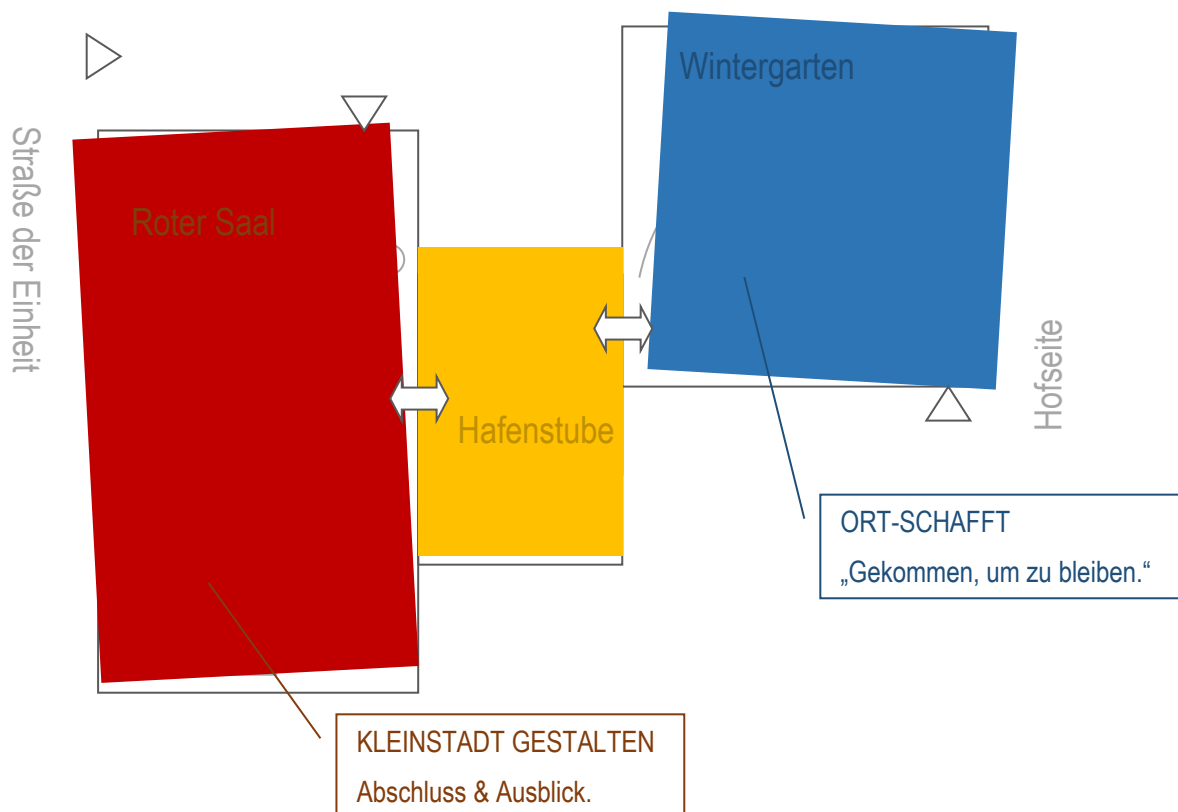 Wintergarten
Straße der Einheit
Roter Saal
Hofseite
Hafenstube
ORT-SCHAFFT
„Gekommen, um zu bleiben.“
KLEINSTADT GESTALTEN
Abschluss & Ausblick.